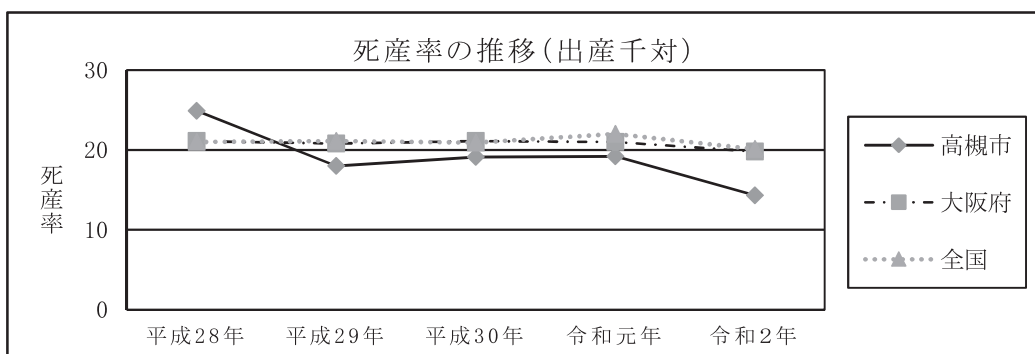 死産率の推移(出産千対)
30
20
10
0
死産率
平成28年 平成29年 平成30年 令和元年 令和2年
高槻市
大阪府
全国